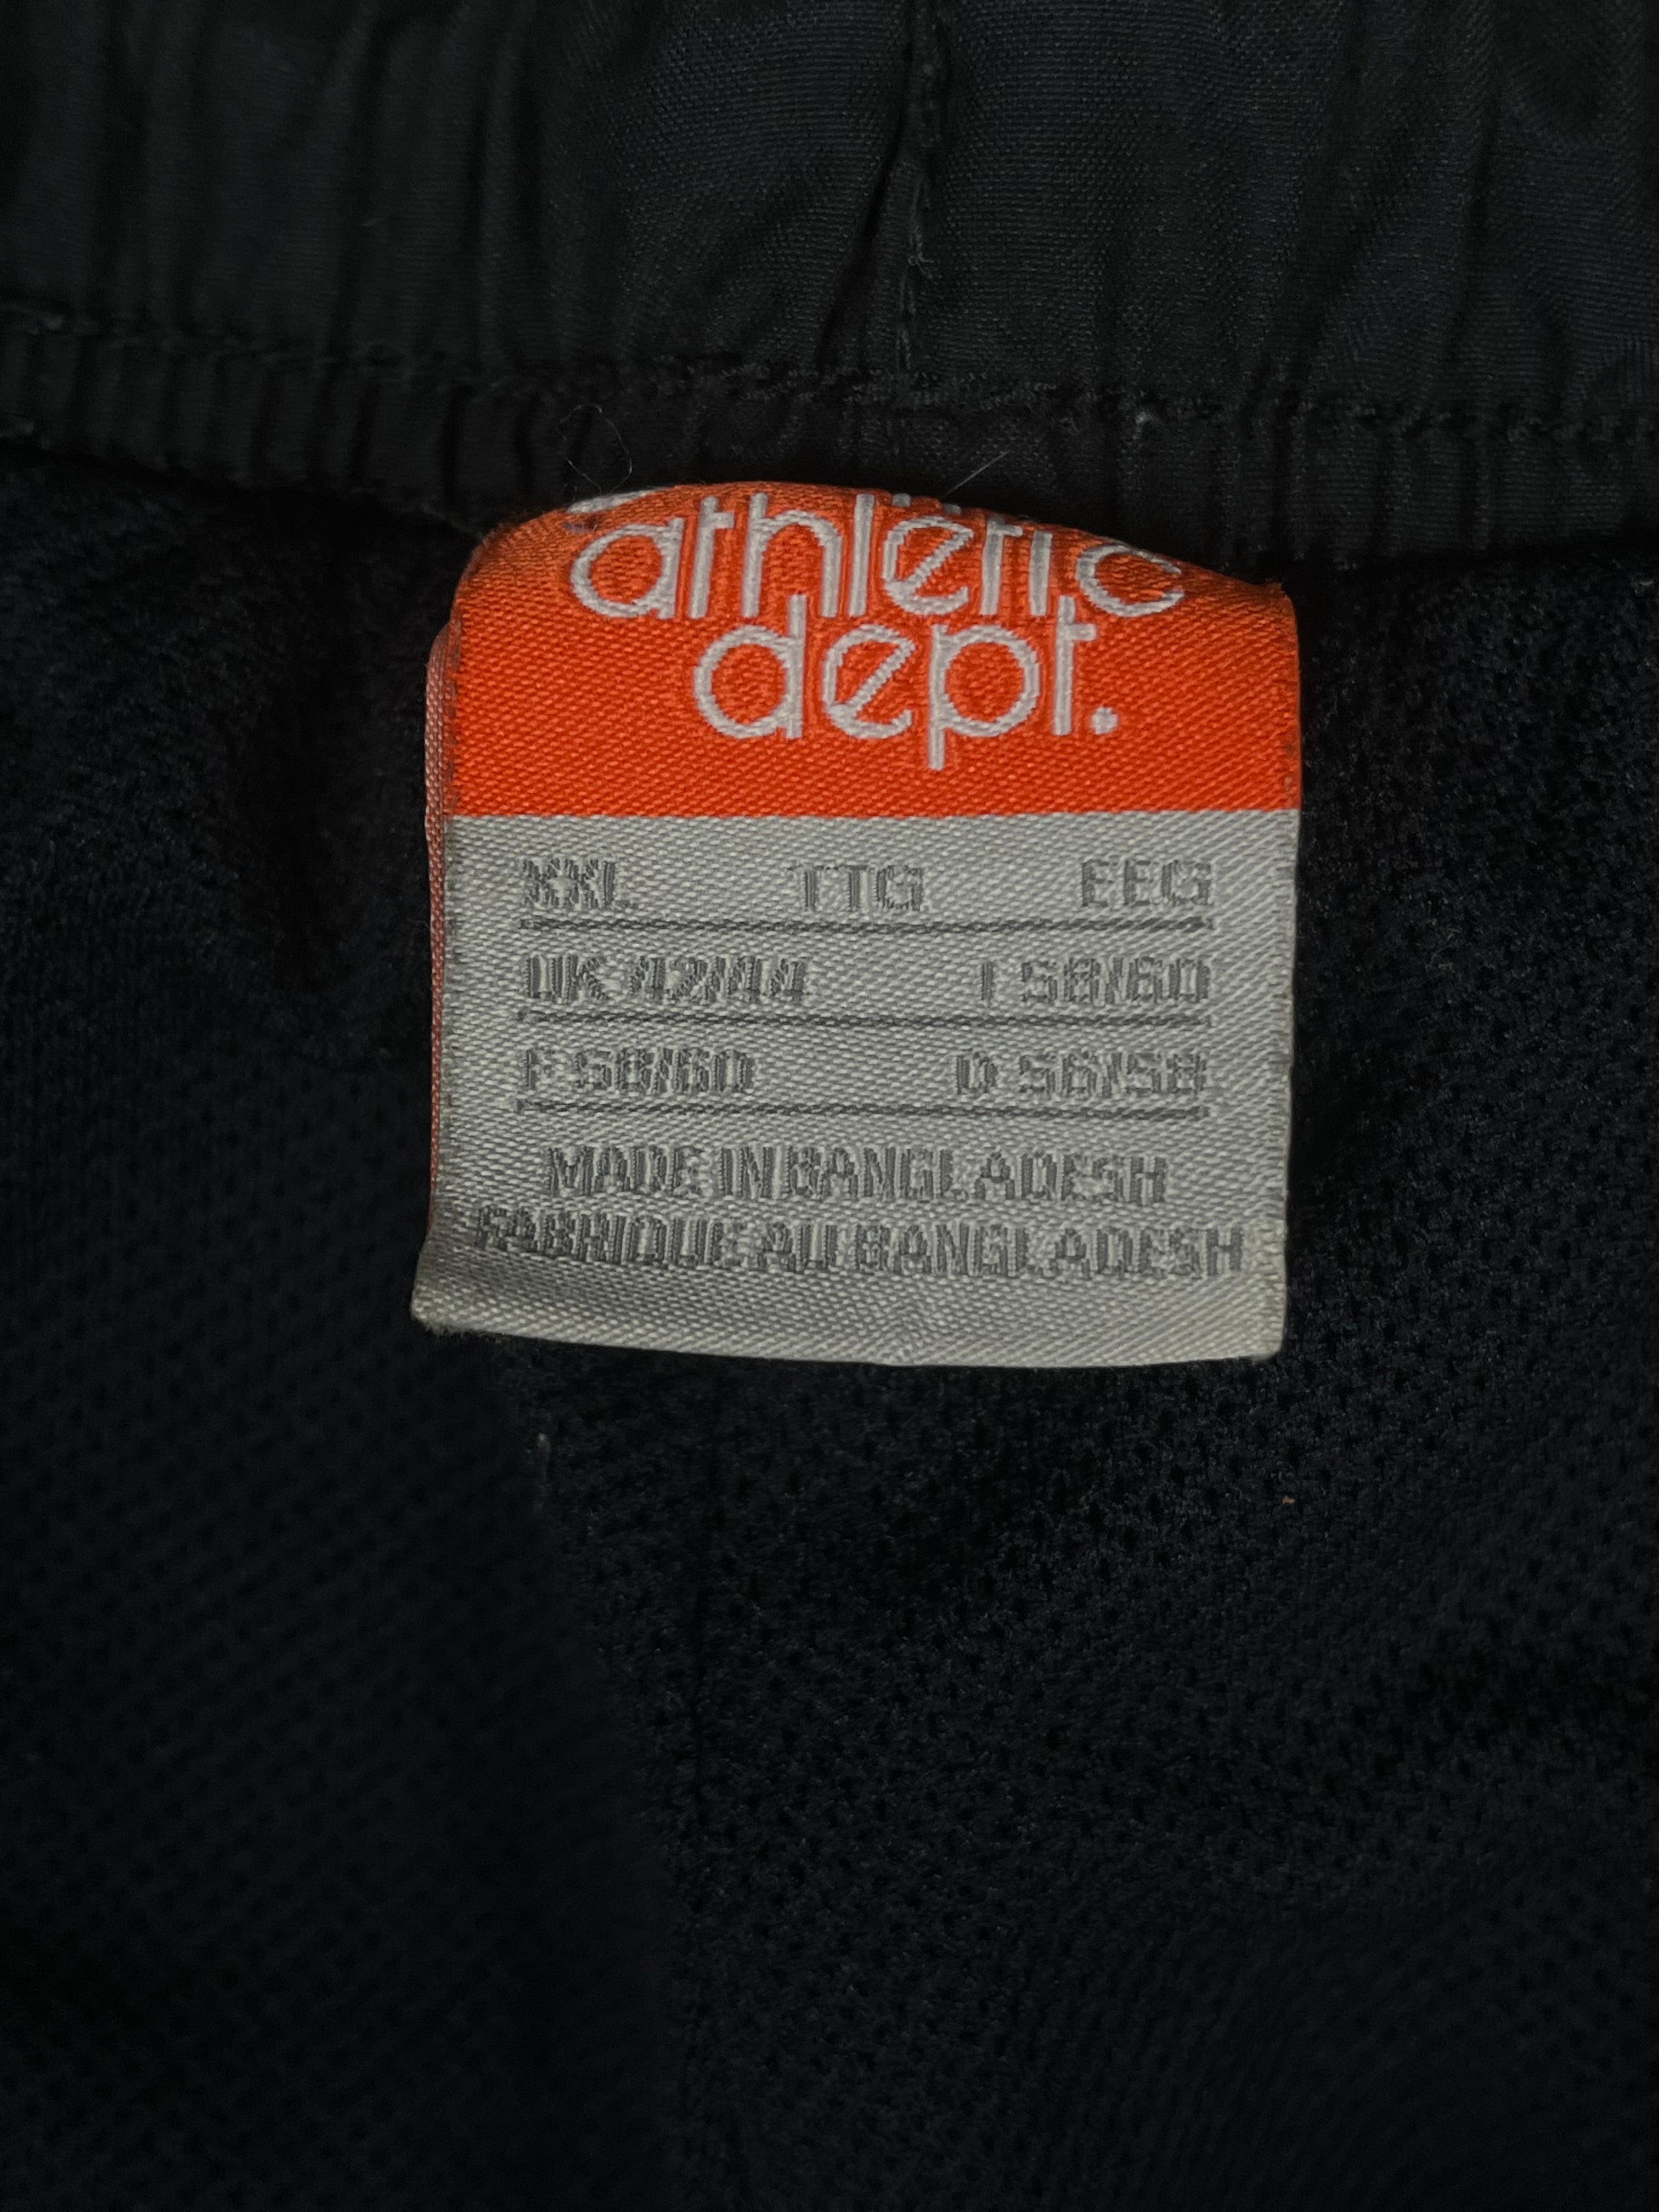 athletic
dept.
XXL TTG EEG
UK 42/44 I 58/60
F 58/60 D 56/58
MADE IN BANGLADESH
FABRIQUE AU BANGLADESH